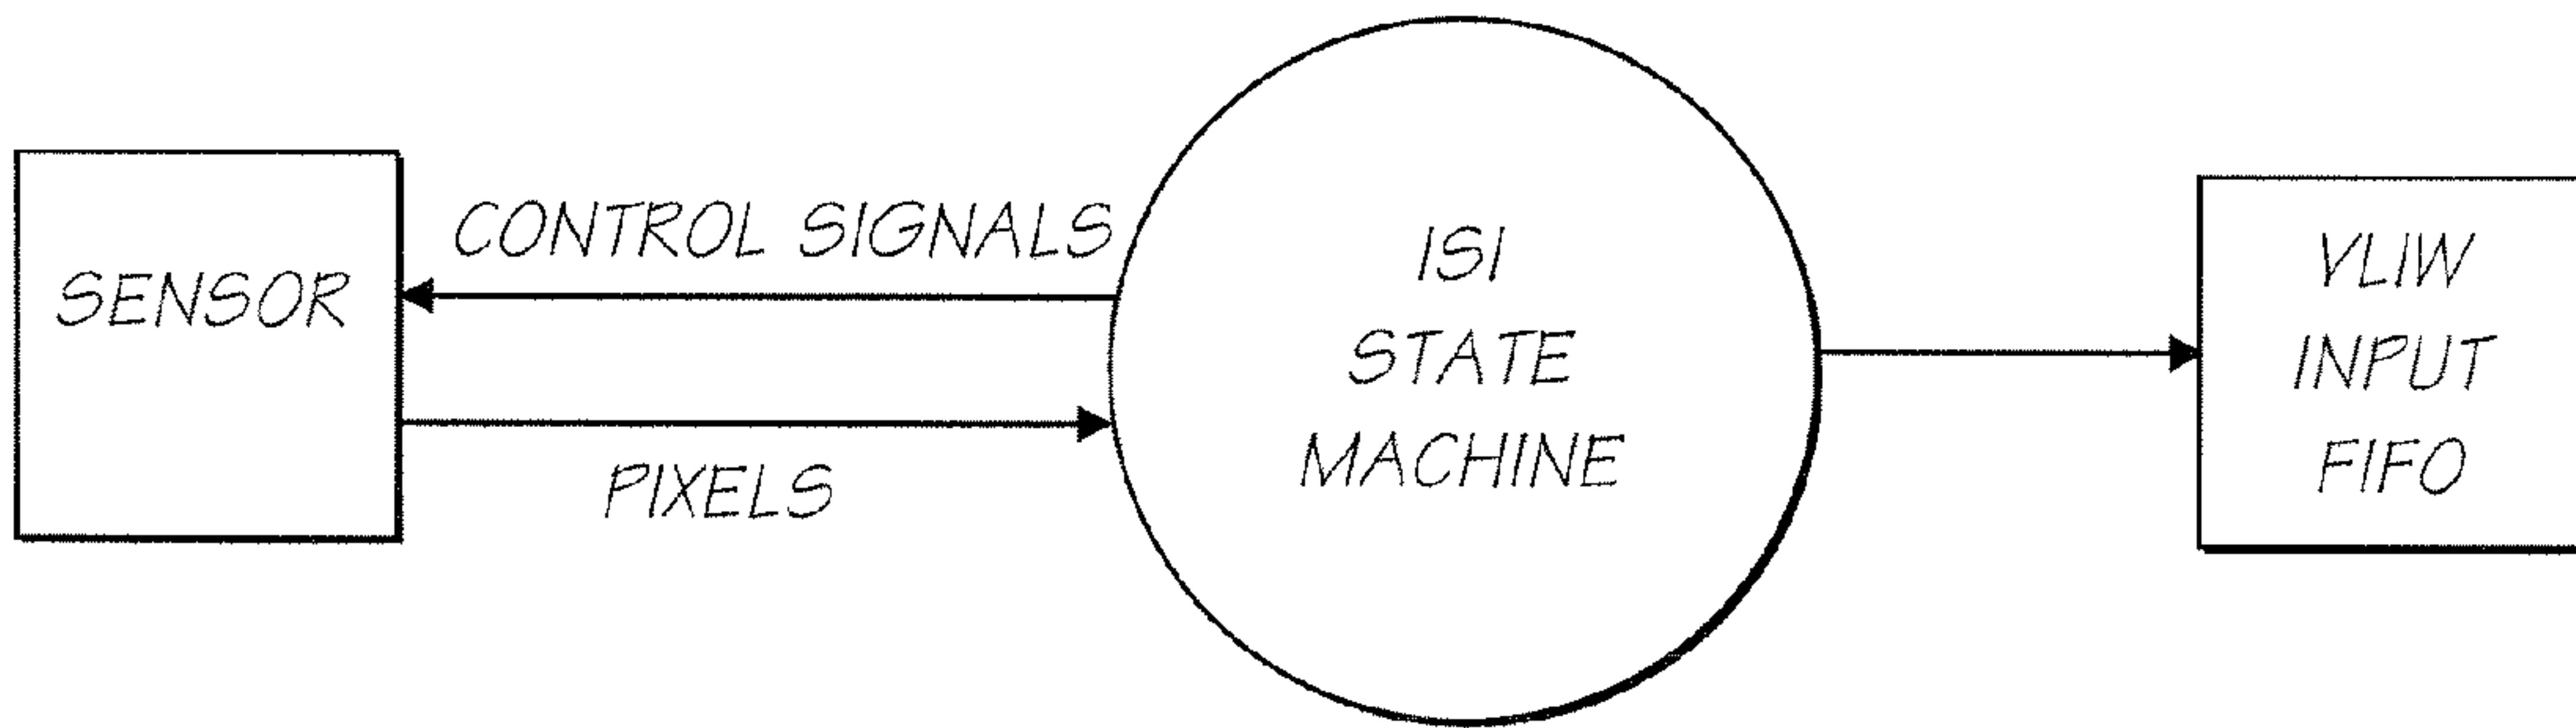 SENSOR
CONTROL SIGNALS
PIXELS
ISI
STATE
MACHINE
VLIW
INPUT
FIFO